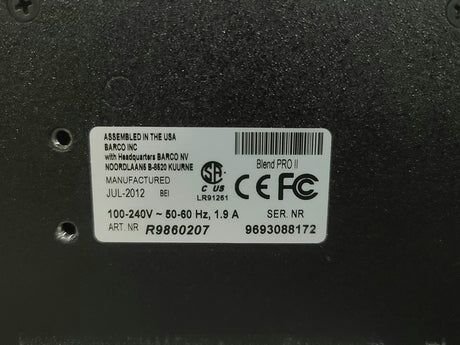 ASSEMBLED IN THE USA
BARCO INC
with Headquarters BARCO NV
NOORDLAAN5 B-8520 KUURNE
MANUFACTURED
JUL-2012 BEI
SA
C US
LR91261
Blend PRO II
CE FC
100-240V ~ 50-60 Hz, 1.9 A
SER. NR
ART. NR R9860207
9693088172